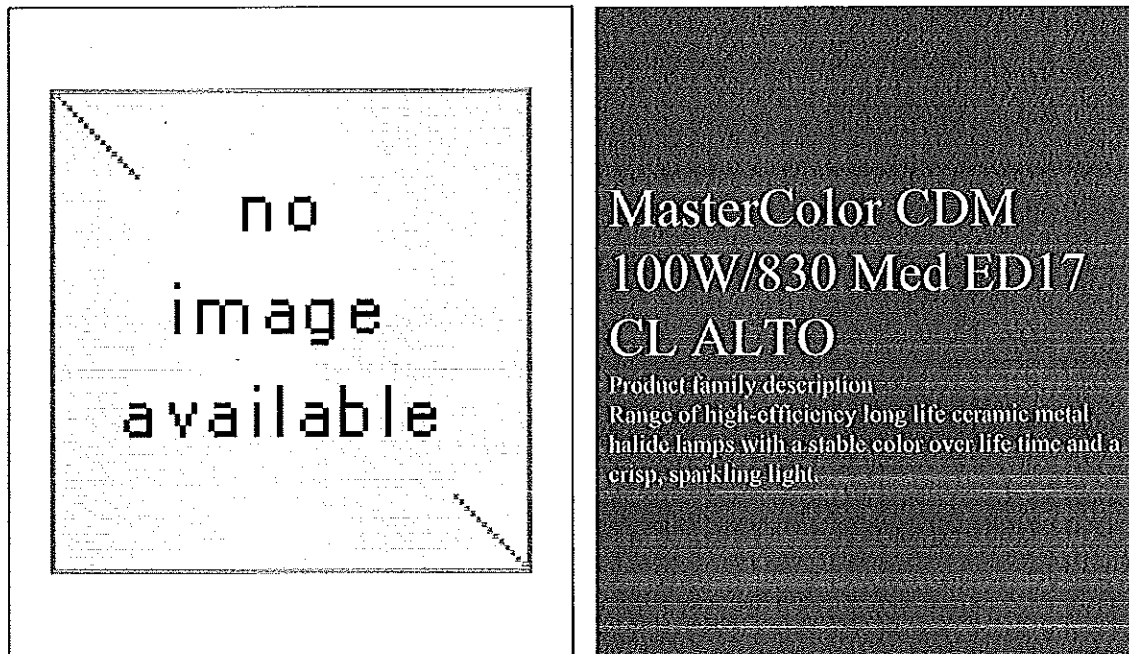 no
image
available
MasterColor CDM
100W/830 Med ED17
CL ALTO
Product family description
Range of high-efficiency long life ceramic metal
halide lamps with a stable color over life time and a
crisp, sparkling light.